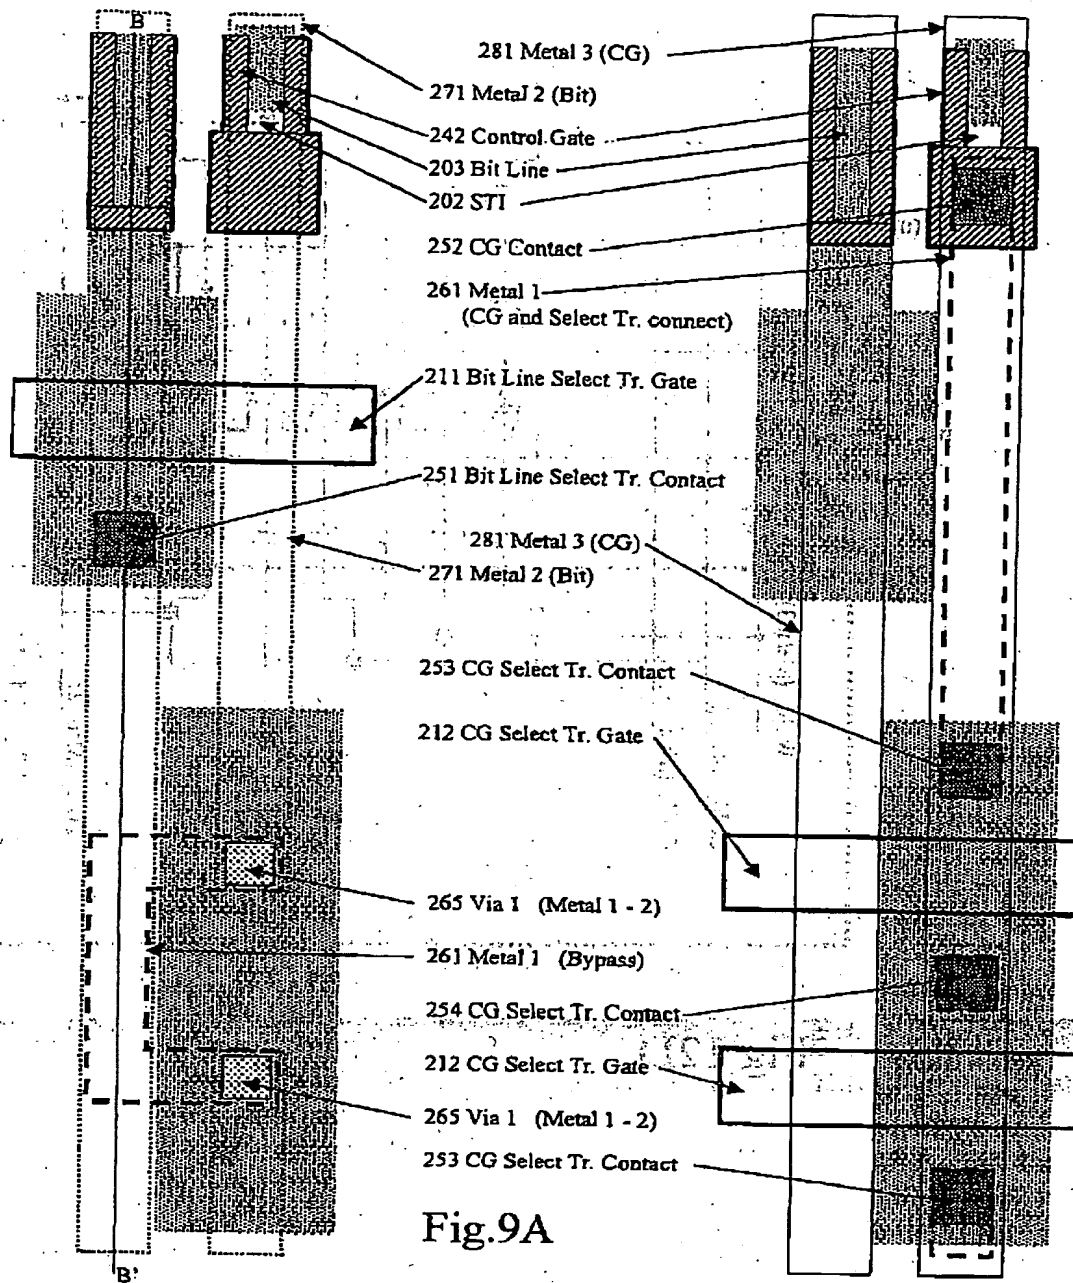 B
281 Metal 3 (CG)
271 Metal 2 (Bit)
242 Control Gate
203 Bit Line
202 STI
252 CG Contact
261 Metal 1
(CG and Select Tr. connect)
211 Bit Line Select Tr. Gate
251 Bit Line Select Tr. Contact
281 Metal 3 (CG)
271 Metal 2 (Bit)
253 CG Select Tr. Contact
212 CG Select Tr. Gate
265 Via 1 (Metal 1 - 2)
261 Metal 1 (Bypass)
254 CG Select Tr. Contact
212 CG Select Tr. Gate
265 Via 1 (Metal 1 - 2)
253 CG Select Tr. Contact
Fig.9A
B'